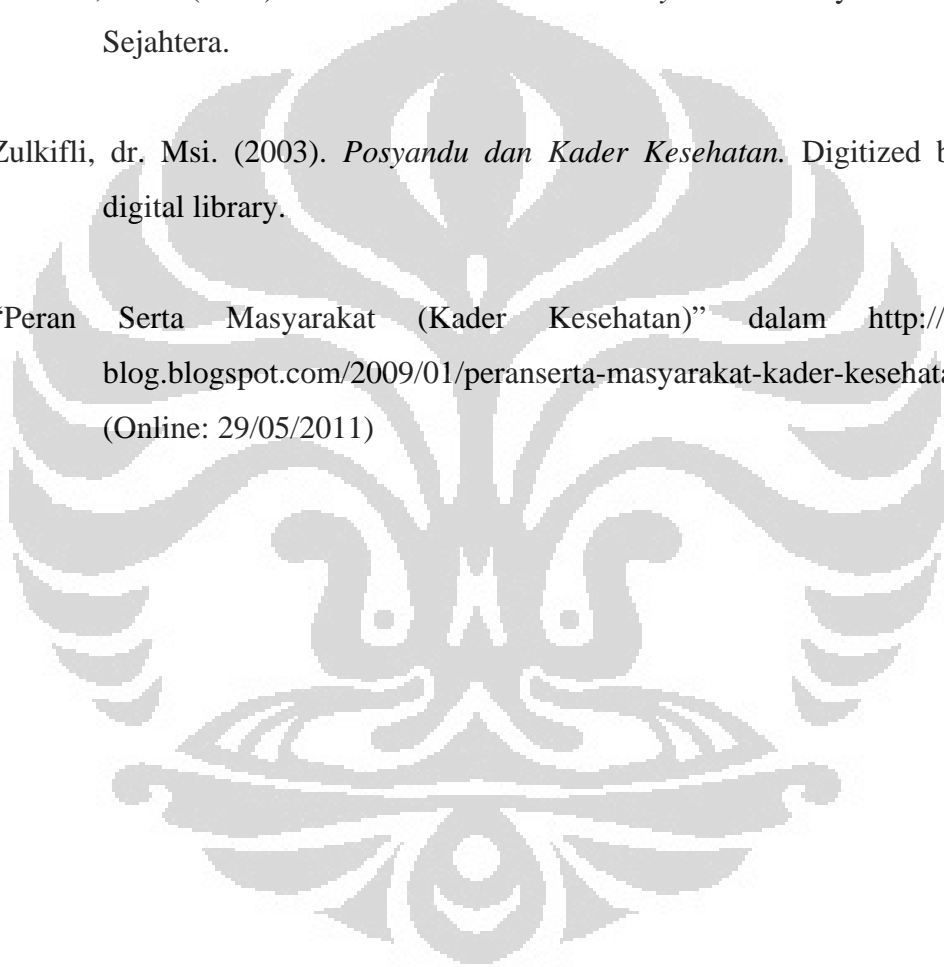 Sejahtera.
Zulkifli, dr. Msi. (2003). Posyandu dan Kader Kesehatan. Digitized
digital library.
“Peran Serta Masyarakat (Kader Kesehatan)” dalam http://
blog.blogspot.com/2009/01/peranserta-masyarakat-kader-kesehata
(Online: 29/05/2011)